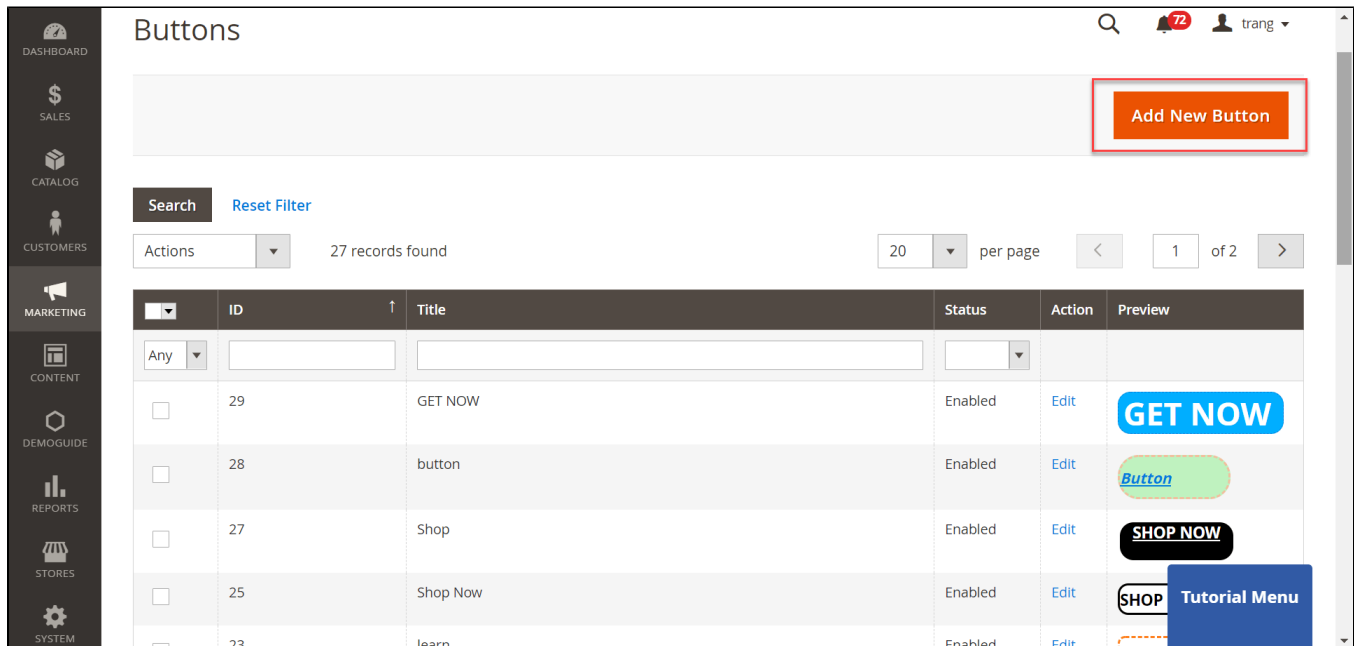 Buttons
72
trang
DASHBOARD
SALES
CATALOG
CUSTOMERS
MARKETING
CONTENT
DEMOGUIDE
REPORTS
STORES
SYSTEM
Add New Button
Search Reset Filter
Actions 27 records found 20 per page 1 of 2
ID ↑ Title Status Action Preview
Any
29 GET NOW Enabled Edit GET NOW
28 button Enabled Edit Button
27 Shop Enabled Edit SHOP NOW
25 Shop Now Enabled Edit SHOP
Tutorial Menu
23 learn Enabled Edit